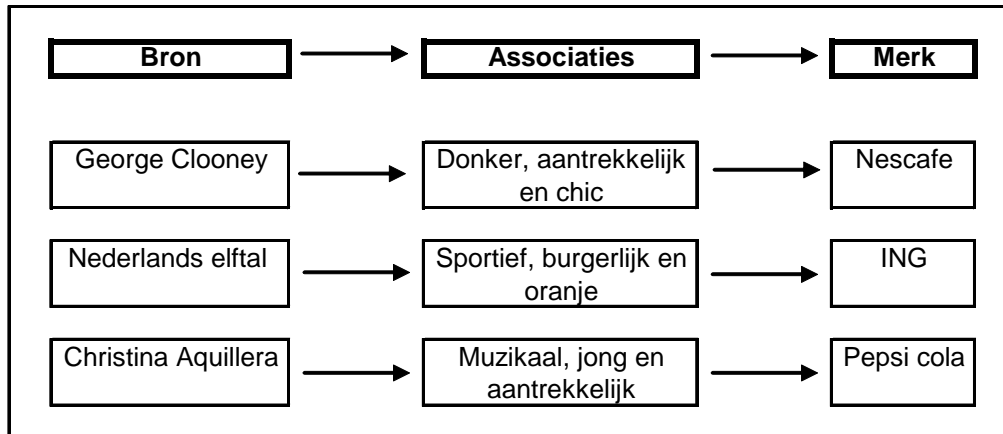 Bron
Associaties
Merk
George Clooney
Donker, aantrekkelijk
en chic
Nescafe
Nederlands elftal
Sportief, burgerlijk en
oranje
ING
Christina Aquillera
Muzikaal, jong en
aantrekkelijk
Pepsi cola